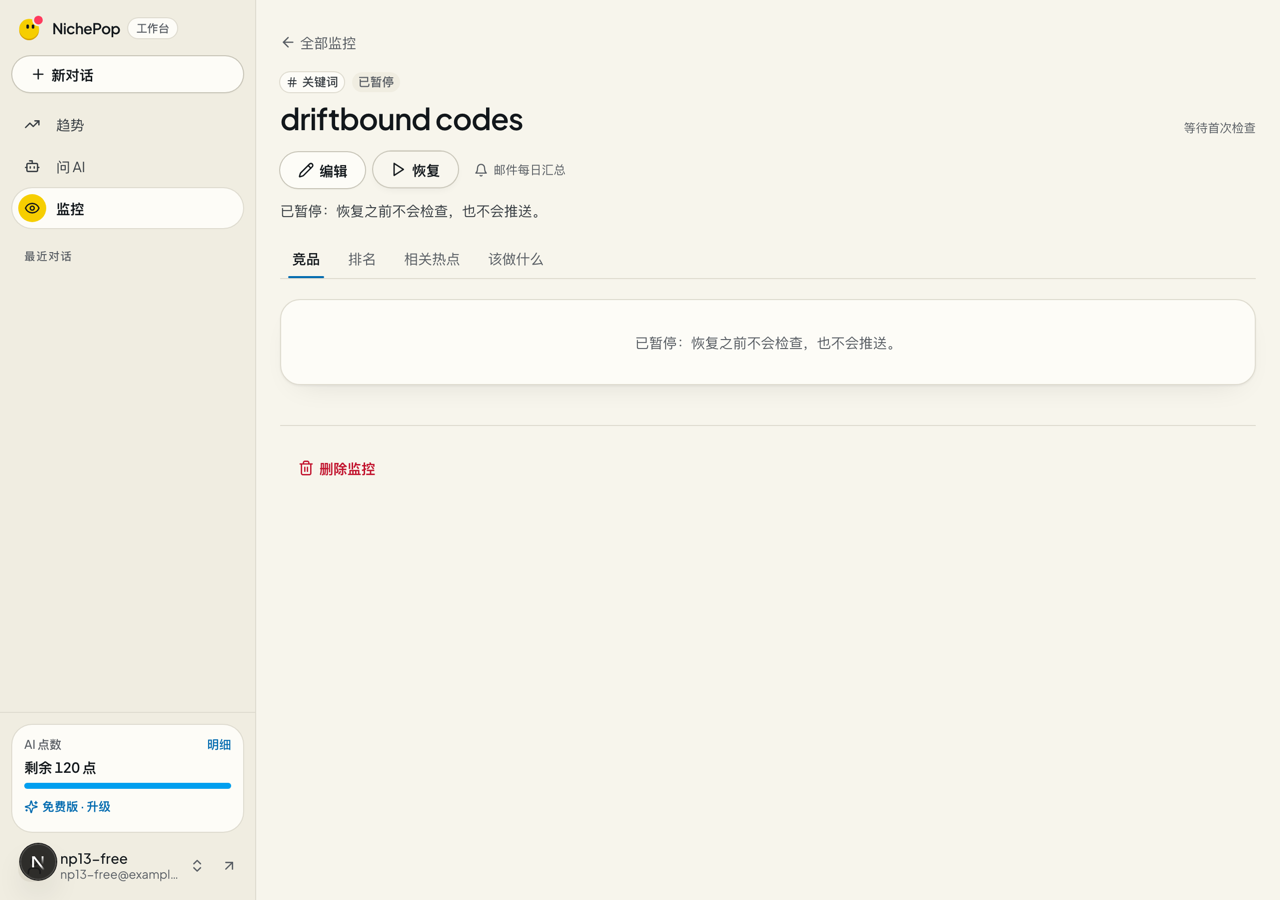 NichePop 工作台
新对话
趋势
问 AI
监控
最近对话
AI 点数 明细
剩余 120 点
免费版 · 升级
N
np13-free
np13-free@exampl...
全部监控
# 关键词 已暂停
driftbound codes
等待首次检查
编辑 恢复 邮件每日汇总
已暂停：恢复之前不会检查，也不会推送。
竞品 排名 相关热点 该做什么
已暂停：恢复之前不会检查，也不会推送。
删除监控